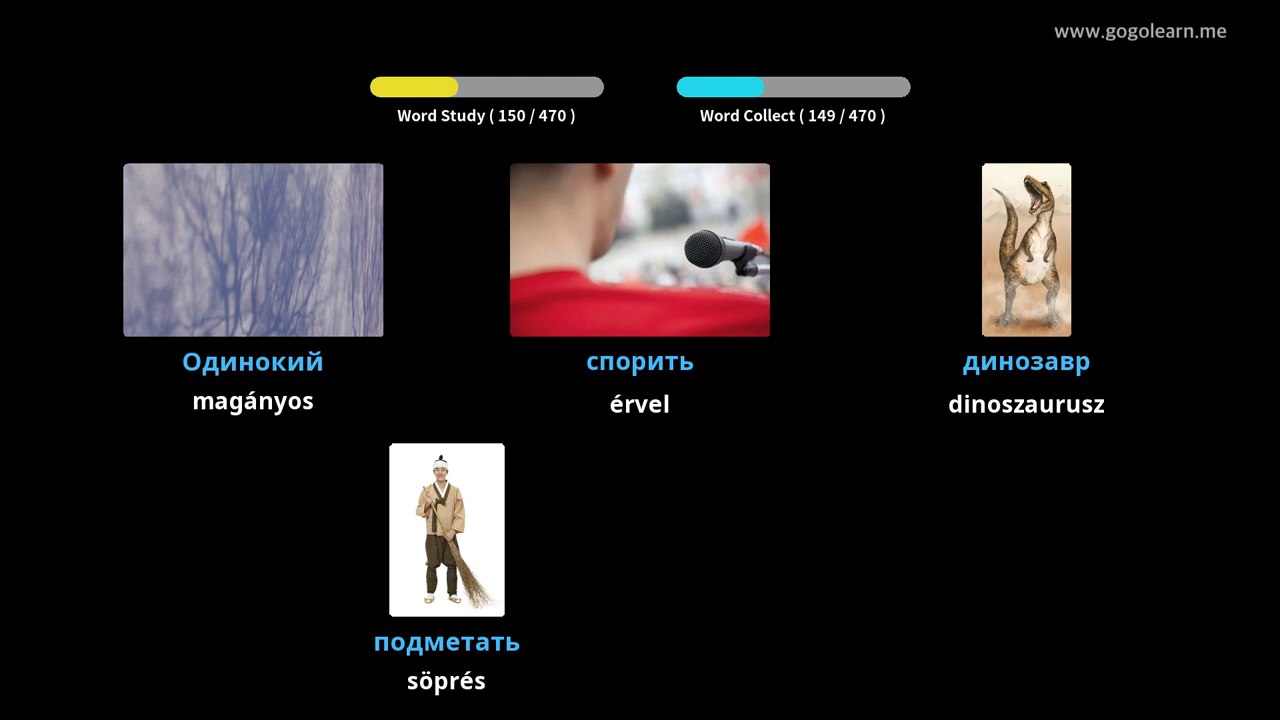 www.gogolearn.me
Word Study ( 150 / 470 )
Word Collect ( 149 / 470 )
Одинокий
magányos
спорить
érvel
динозавр
dinoszaurusz
подметать
söprés